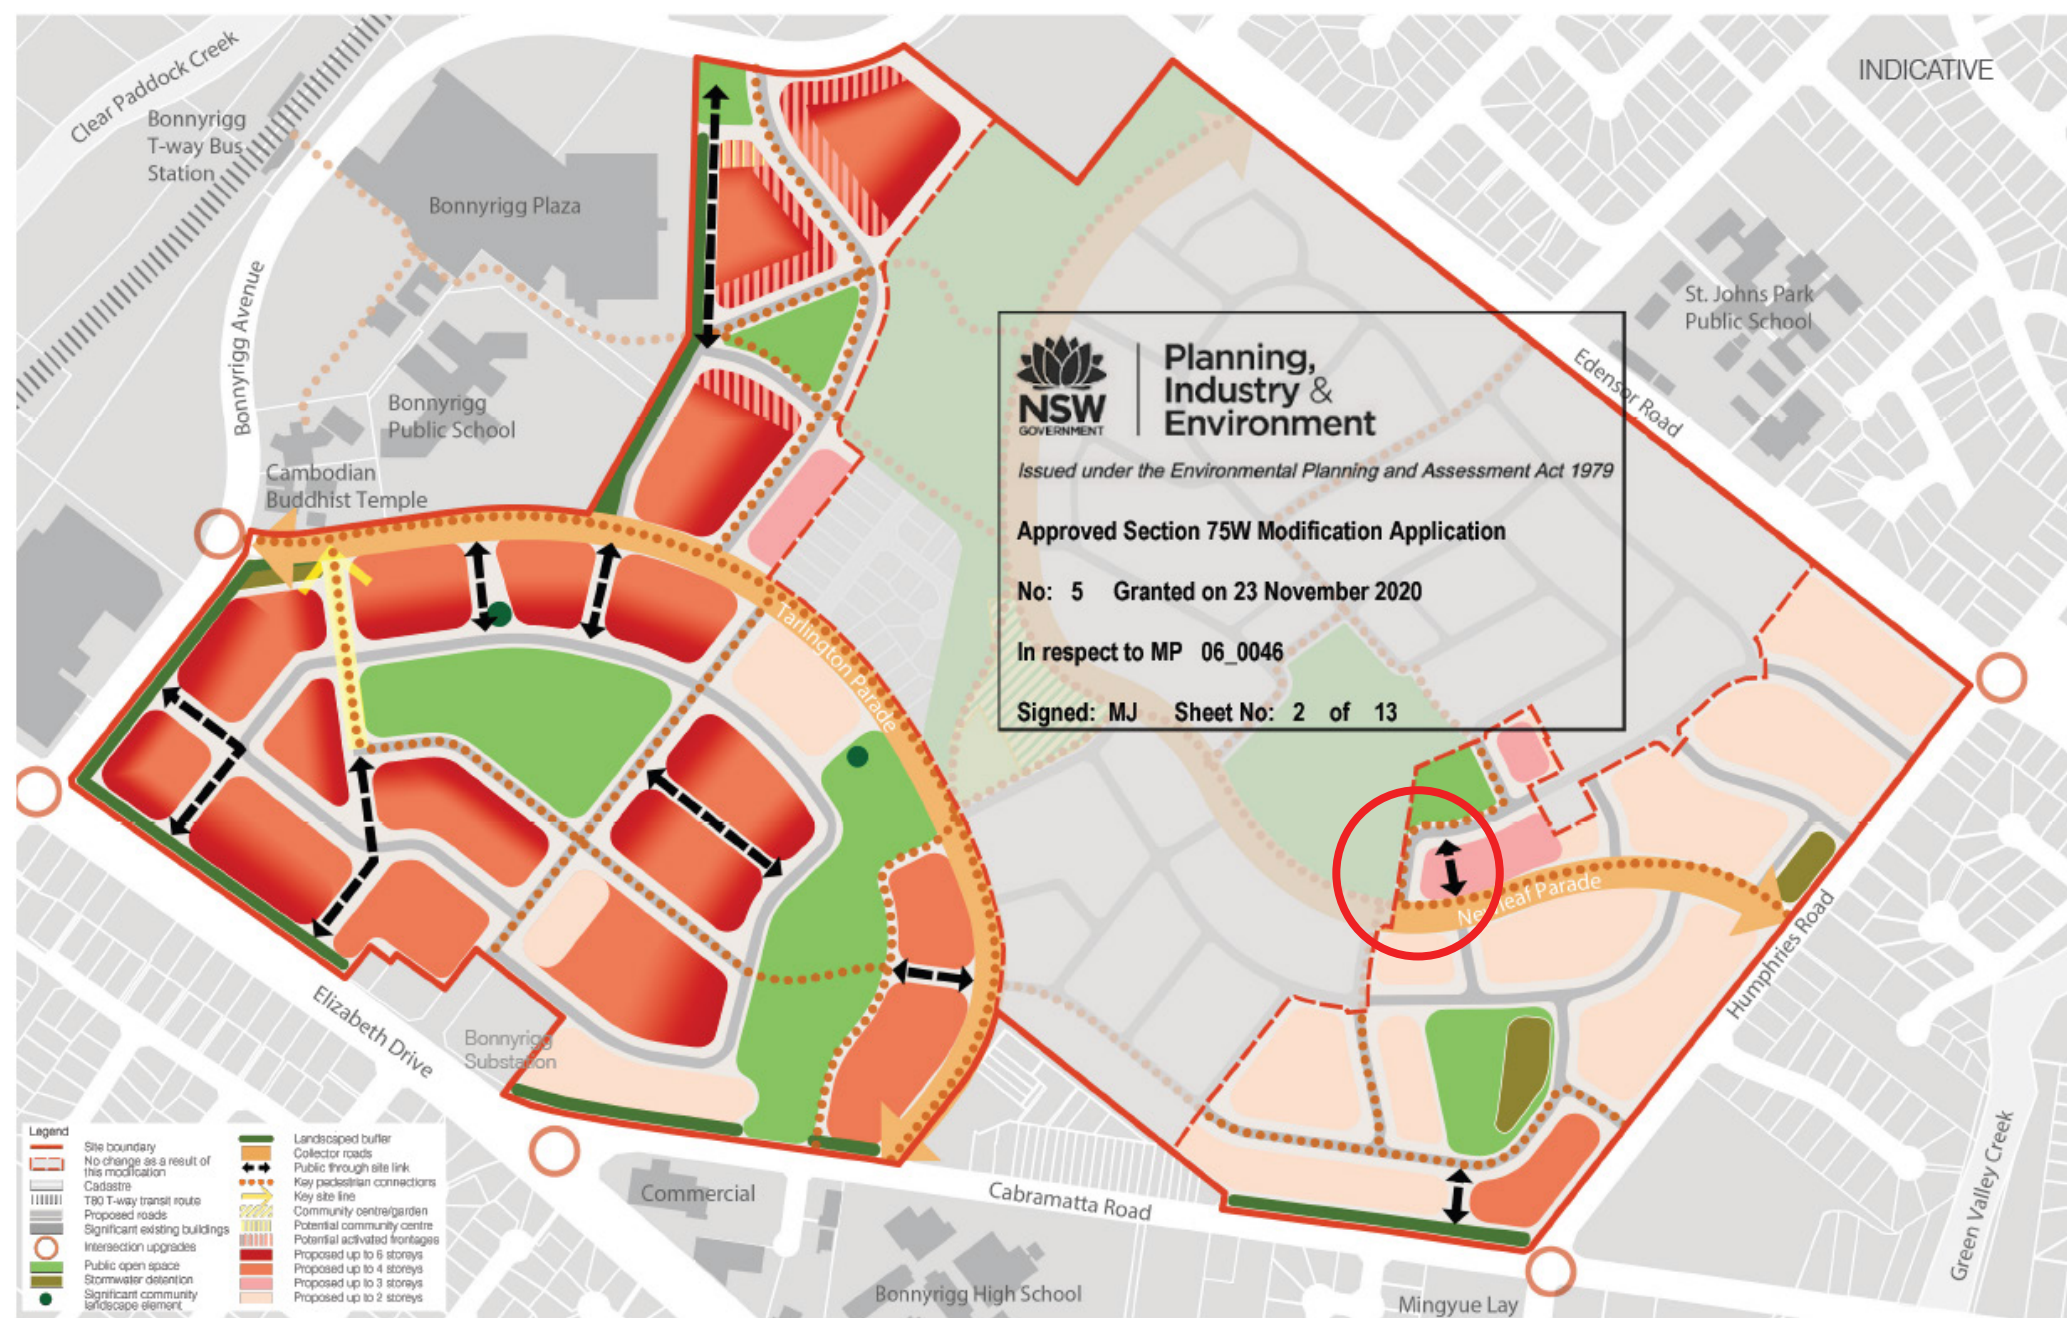 INDICATIVE
Clear Paddock Creek
Bonnyrigg
T-way Bus
Station
Bonnyrigg Plaza
Bonnyrigg Avenue
Bonnyrigg
Public School
Cambodian
Buddhist Temple
St. Johns Park
Public School
Edensor Road
NSW
GOVERNMENT
Planning,
Industry &
Environment
Issued under the Environmental Planning and Assessment Act 1979
Approved Section 75W Modification Application
No: 5 Granted on 23 November 2020
In respect to MP 06_0046
Signed: MJ Sheet No: 2 of 13
Tarlington Parade
Newleaf Parade
Humphries Road
Elizabeth Drive
Bonnyrigg
Substation
Commercial
Cabramatta Road
Bonnyrigg High School
Mingyue Lay
Green Valley Creek
Legend
Site boundary
No change as a result of
this modification
Cadastre
T80 T-way transit route
Proposed roads
Significant existing buildings
Intersection upgrades
Public open space
Stormwater detention
Significant community
landscape element
Landscaped buffer
Collector roads
Public through site link
Key pedestrian connections
Key site line
Community centre/garden
Potential community centre
Potential activated frontages
Proposed up to 6 storeys
Proposed up to 4 storeys
Proposed up to 3 storeys
Proposed up to 2 storeys